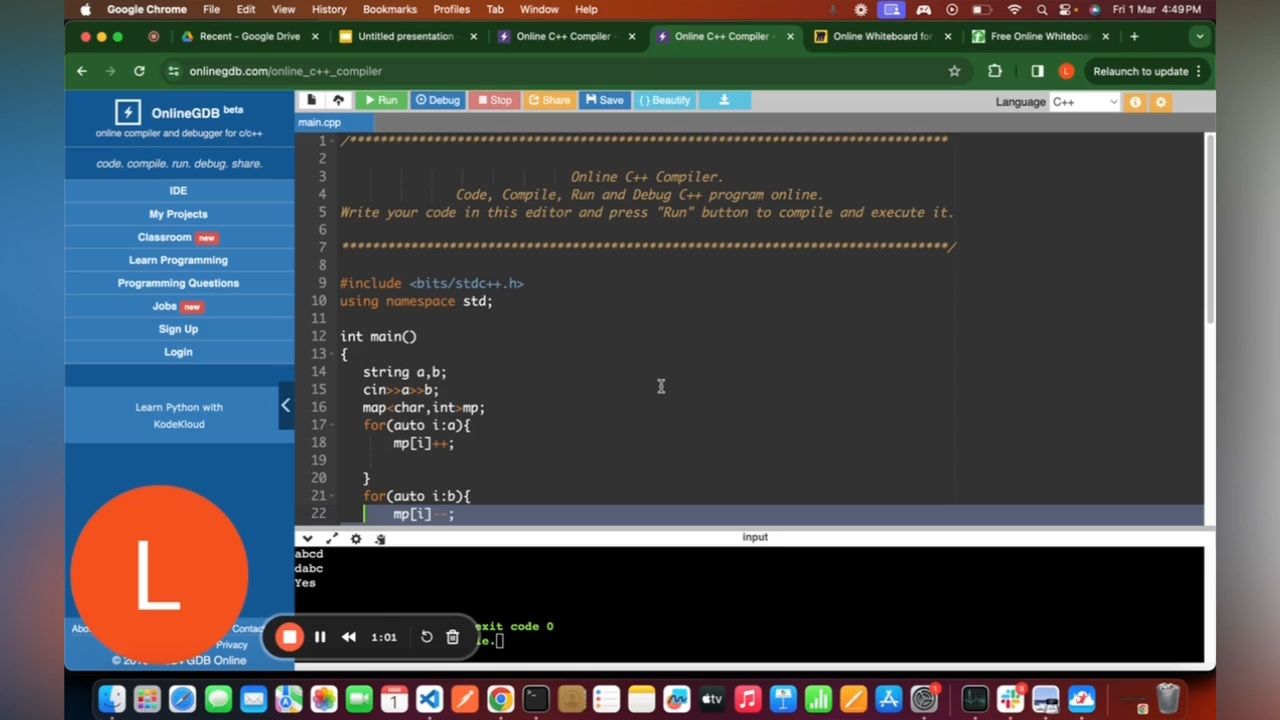 Google Chrome File Edit View History Bookmarks Profiles Tab Window Help Fri 1 Mar 4:49PM
Recent - Google Drive × Untitled presentation × Online C++ Compiler - × Online C++ Compiler - × Online Whiteboard for × Free Online Whiteboar × +
onlinegdb.com/online_c++_compiler L Relaunch to update
OnlineGDB beta
online compiler and debugger for c/c++
code. compile. run. debug. share.
IDE
My Projects
Classroom new
Learn Programming
Programming Questions
Jobs new
Sign Up
Login
Learn Python with
KodeKloud
L
Contac
Privacy
GDB Online
Run Debug Stop Share Save { } Beautify Language C++
main.cpp
1 /******************************************************************************
2
3 Online C++ Compiler.
4 Code, Compile, Run and Debug C++ program online.
5 Write your code in this editor and press "Run" button to compile and execute it.
6
7 *******************************************************************************/
8
9 #include <bits/stdc++.h>
10 using namespace std;
11
12 int main()
13 {
14 string a,b;
15 cin>>a>>b;
16 map<char,int>mp;
17 for(auto i:a){
18 mp[i]++;
19
20 }
21 for(auto i:b){
22 mp[i]--;
input
abcd
dabc
Yes
exit code 0
1:01